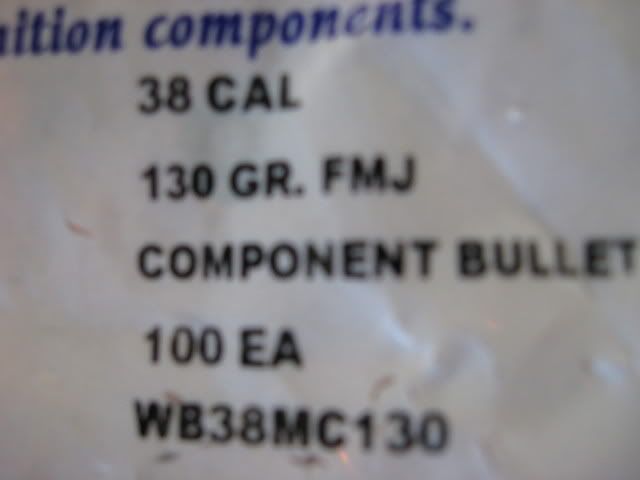 components.
38 CAL
130 GR. FMJ
COMPONENT BULLET
100 EA
WB38MC130